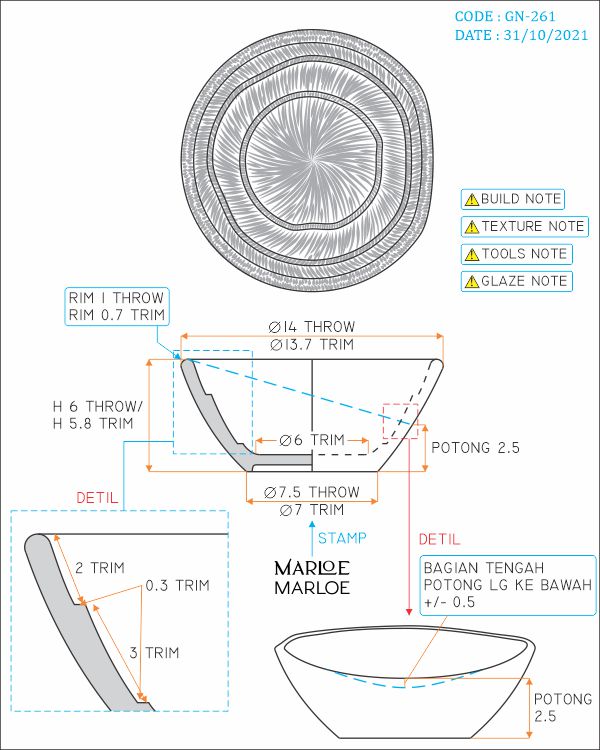 CODE : GN-261
DATE : 31/10/2021
BUILD NOTE
TEXTURE NOTE
TOOLS NOTE
GLAZE NOTE
RIM 1 THROW
RIM 0.7 TRIM
Ø14 THROW
Ø13.7 TRIM
H 6 THROW/
H 5.8 TRIM
Ø6 TRIM
POTONG 2.5
Ø7.5 THROW
Ø7 TRIM
DETIL
STAMP
DETIL
MARLOE
MARLOE
2 TRIM
0.3 TRIM
3 TRIM
BAGIAN TENGAH
POTONG LG KE BAWAH
+/- 0.5
POTONG
2.5